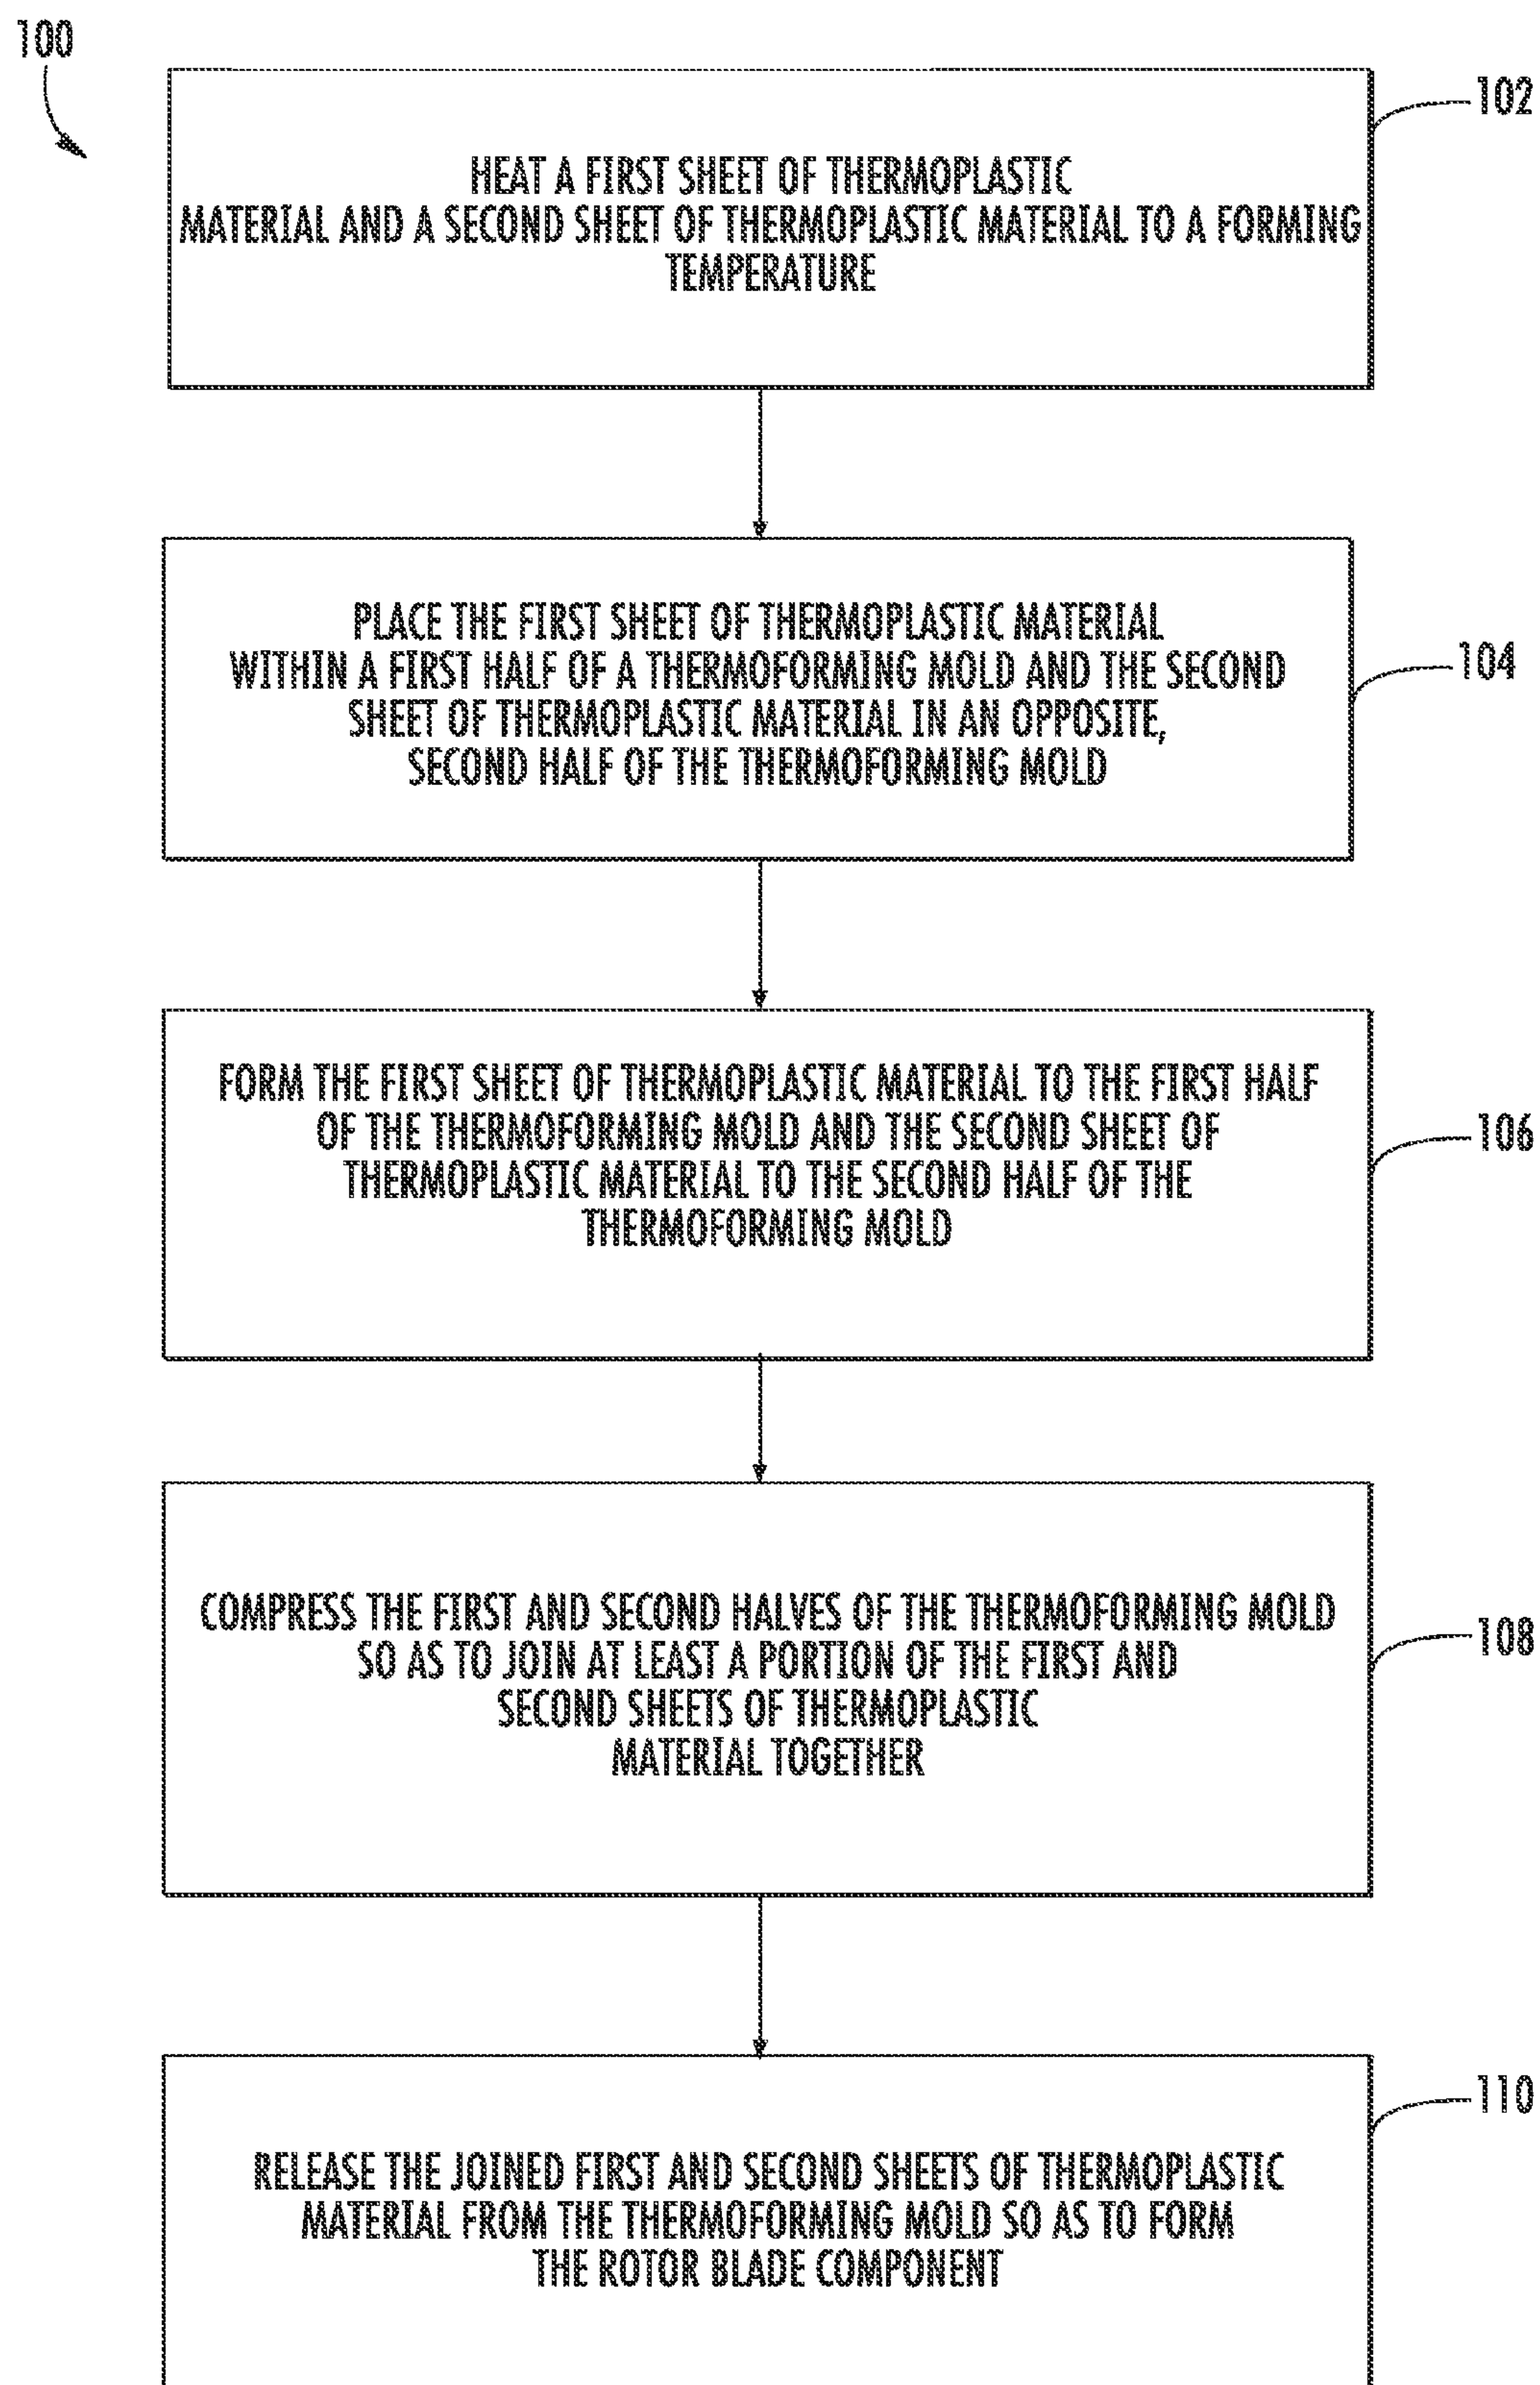 100
102
HEAT A FIRST SHEET OF THERMOPLASTIC
MATERIAL AND A SECOND SHEET OF THERMOPLASTIC MATERIAL TO A FORMING
TEMPERATURE
PLACE THE FIRST SHEET OF THERMOPLASTIC MATERIAL
WITHIN A FIRST HALF OF A THERMOFORMING MOLD AND THE SECOND
SHEET OF THERMOPLASTIC MATERIAL IN AN OPPOSITE,
SECOND HALF OF THE THERMOFORMING MOLD
104
FORM THE FIRST SHEET OF THERMOPLASTIC MATERIAL TO THE FIRST HALF
OF THE THERMOFORMING MOLD AND THE SECOND SHEET OF
THERMOPLASTIC MATERIAL TO THE SECOND HALF OF THE
THERMOFORMING MOLD
106
COMPRESS THE FIRST AND SECOND HALVES OF THE THERMOFORMING MOLD
SO AS TO JOIN AT LEAST A PORTION OF THE FIRST AND
SECOND SHEETS OF THERMOPLASTIC
MATERIAL TOGETHER
108
110
RELEASE THE JOINED FIRST AND SECOND SHEETS OF THERMOPLASTIC
MATERIAL FROM THE THERMOFORMING MOLD SO AS TO FORM
THE ROTOR BLADE COMPONENT